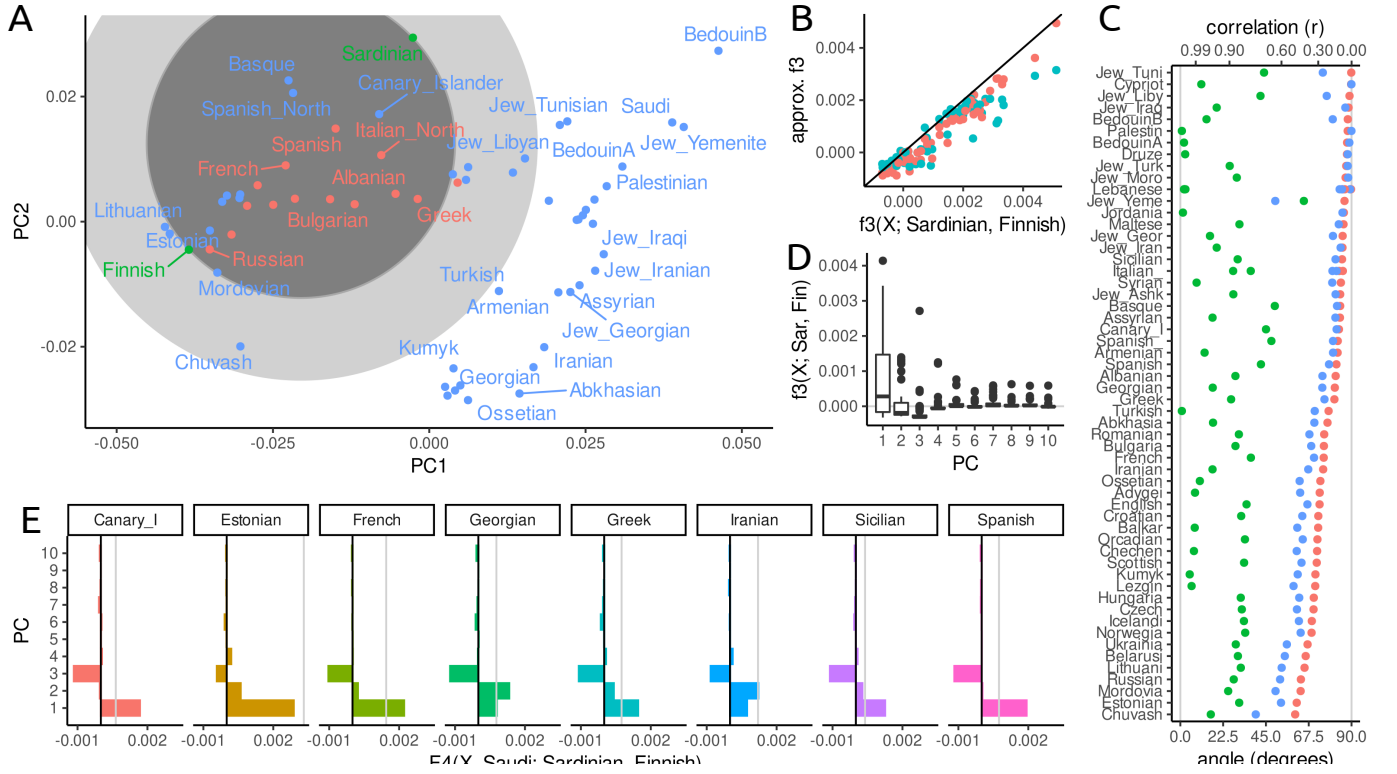 A
PC2
0.02
0.00
-0.02
-0.050
-0.025
0.000
0.025
0.050
PC1
Sardinian
BedouinB
Basque
Canary_Islander
Spanish_North
Jew_Tunisian
Saudi
Italian_North
Spanish
Jew_Libyan
BedouinA
Jew_Yemenite
French
Albanian
Palestinian
Lithuanian
Bulgarian
Greek
Estonian
Jew_Iraqi
Finnish
Russian
Jew_Iranian
Mordovian
Turkish
Armenian
Assyrian
Jew_Georgian
Chuvash
Kumyk
Iranian
Georgian
Abkhasian
Ossetian
B
approx. f3
0.004
0.002
0.000
0.000
0.002
0.004
f3(X; Sardinian, Finnish)
C
correlation (r)
0.99 0.90 0.60 0.30 0.00
Jew_Tuni
Cypriot
Jew_Liby
Jew_Iraq
BedouinB
Palestin
BedouinA
Druze
Jew_Turk
Jew_Moro
Lebanese
Jew_Yeme
Jordania
Maltese
Jew_Geor
Jew_Iran
Sicilian
Italian
Syrian
Jew_Ashk
Basque
Assyrian
Canary_I
Spanish_
Armenian
Spanish
Albanian
Georgian
Greek
Turkish
Abkhasia
Romanian
Bulgaria
French
Iranian
Ossetian
Adygei
English
Croatian
Balkar
Orcadian
Chechen
Scottish
Kumyk
Lezgin
Hungaria
Czech
Icelandi
Norwegia
Ukrainia
Belarusi
Lithuani
Russian
Mordovia
Estonian
Chuvash
0.0 22.5 45.0 67.5 90.0
angle (degrees)
D
f3(X; Sar, Fin)
0.004
0.003
0.002
0.001
0.000
1 2 3 4 5 6 7 8 9 10
PC
E
Canary_I
Estonian
French
Georgian
Greek
Iranian
Sicilian
Spanish
PC
10
9
8
7
6
5
4
3
2
1
-0.001 0.002
-0.001 0.002
-0.001 0.002
-0.001 0.002
-0.001 0.002
-0.001 0.002
-0.001 0.002
-0.001 0.002
F4(X, Saudi; Sardinian, Finnish)